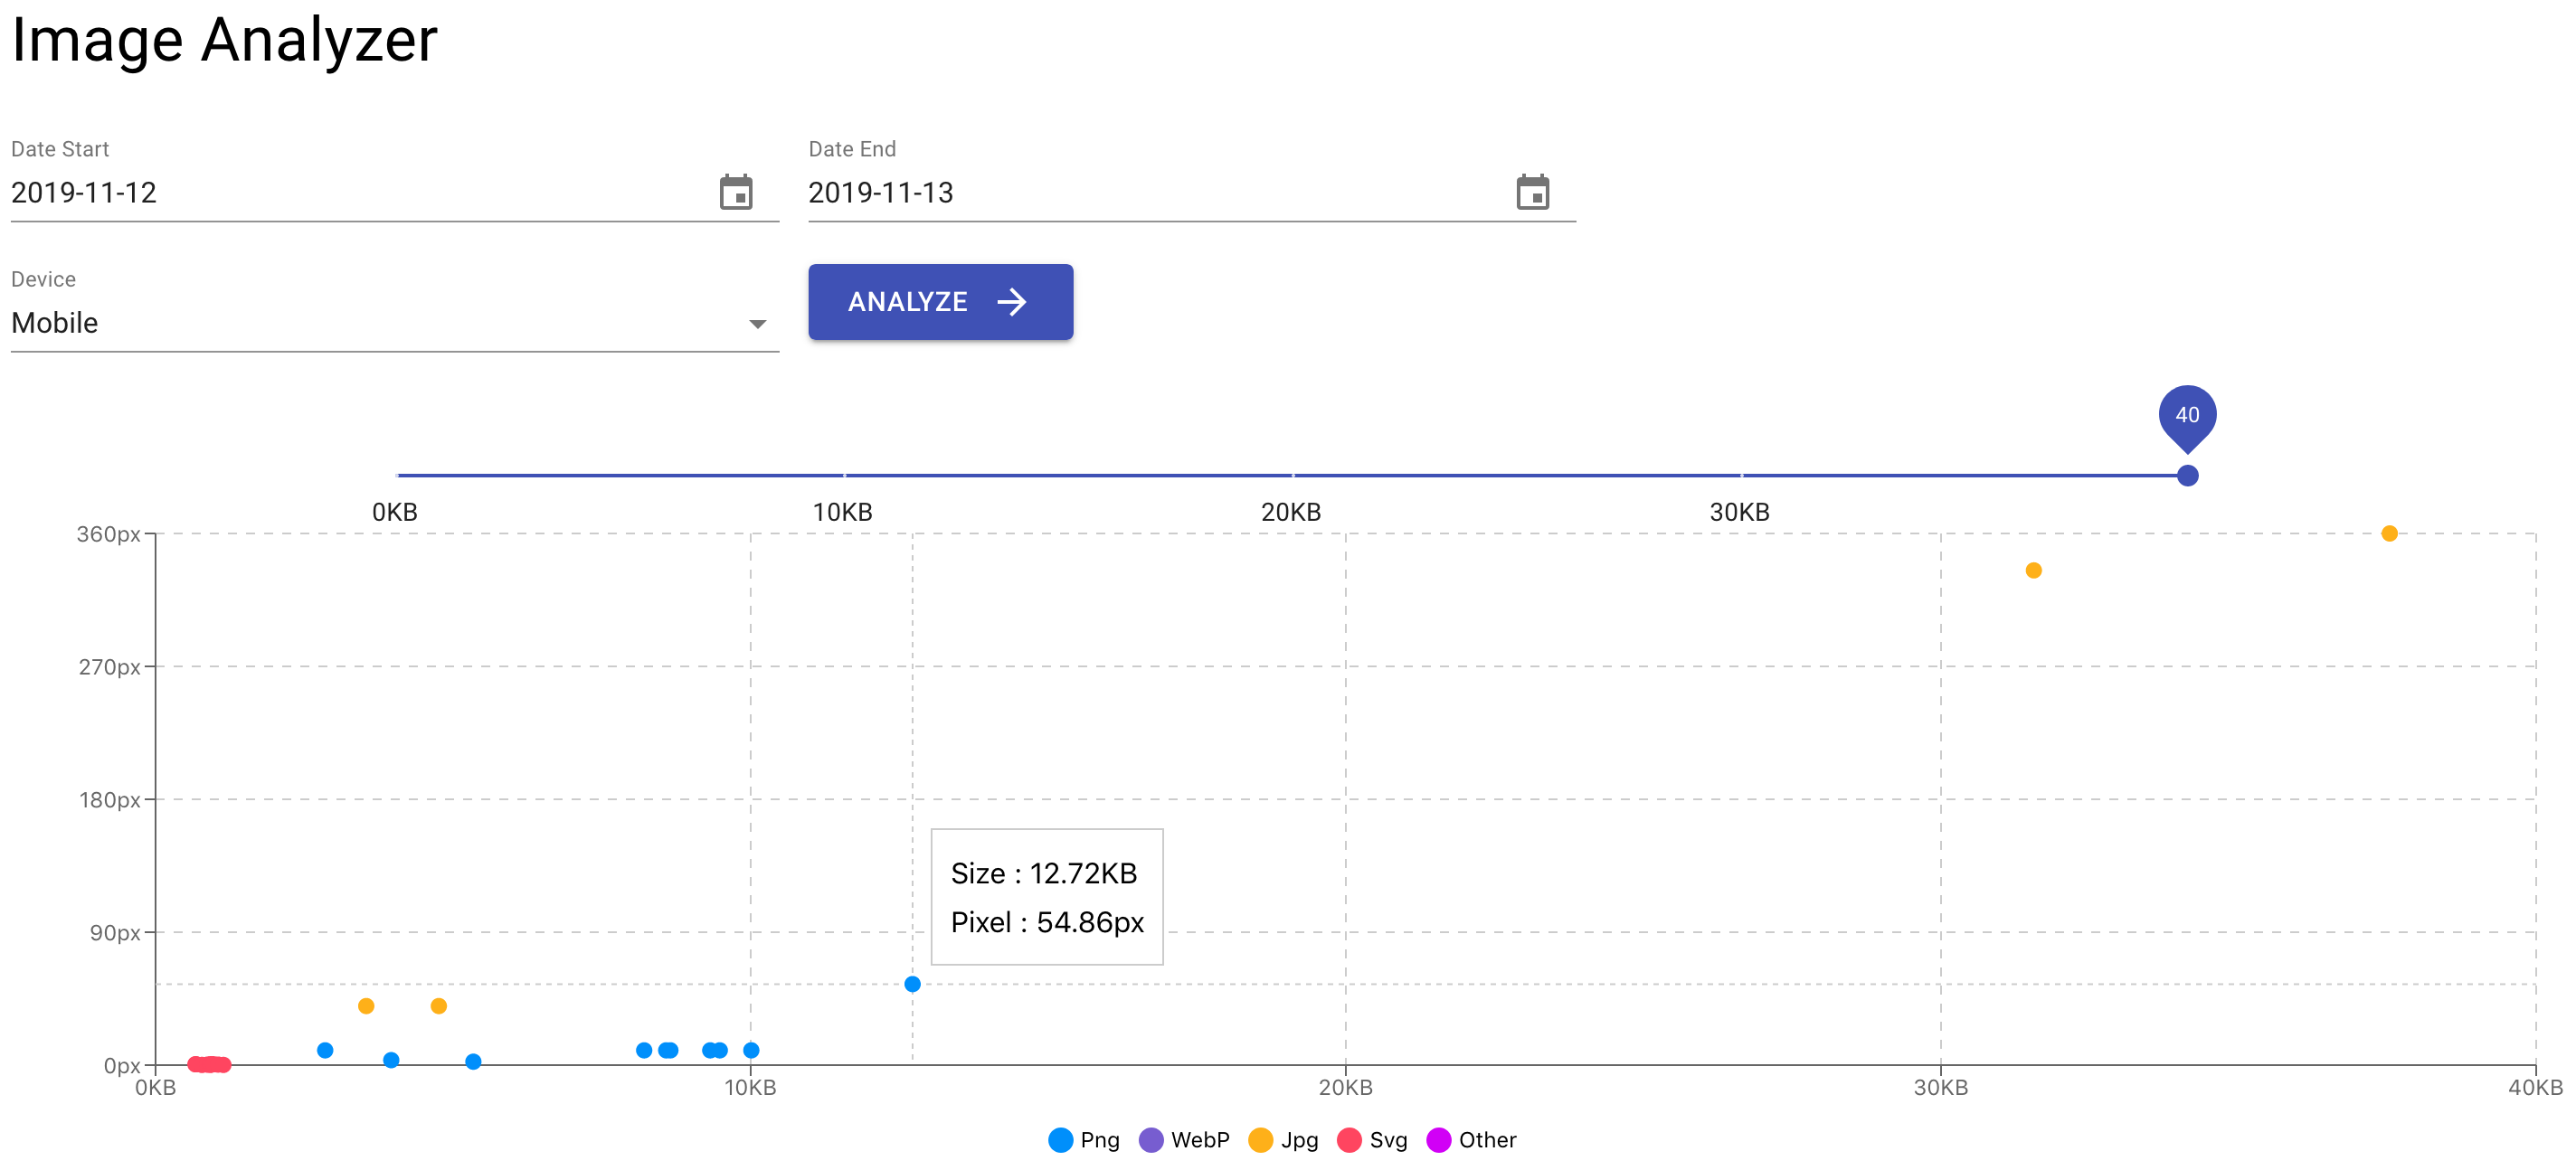 Image Analyzer
Date Start
2019-11-12
Date End
2019-11-13
Device
Mobile
ANALYZE
40
0KB 10KB 20KB 30KB
360px
270px
180px
90px
0px
Size : 12.72KB
Pixel : 54.86px
0KB 10KB 20KB 30KB 40KB
Png WebP Jpg Svg Other